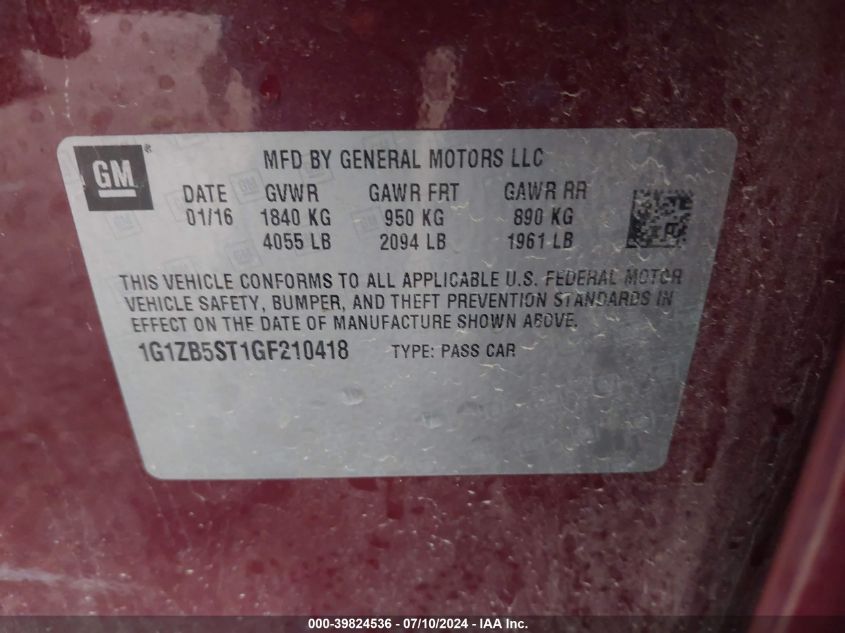 GM ®
MFD BY GENERAL MOTORS LLC
DATE GVWR GAWR FRT GAWR RR
01/16 1840 KG 950 KG 890 KG
4055 LB 2094 LB 1961 LB
THIS VEHICLE CONFORMS TO ALL APPLICABLE U.S. FEDERAL MOTOR
VEHICLE SAFETY, BUMPER, AND THEFT PREVENTION STANDARDS IN
EFFECT ON THE DATE OF MANUFACTURE SHOWN ABOVE.
1G1ZB5ST1GF210418 TYPE: PASS CAR
000-39824536 - 07/10/2024 - IAAI.COM/IAA, Inc.